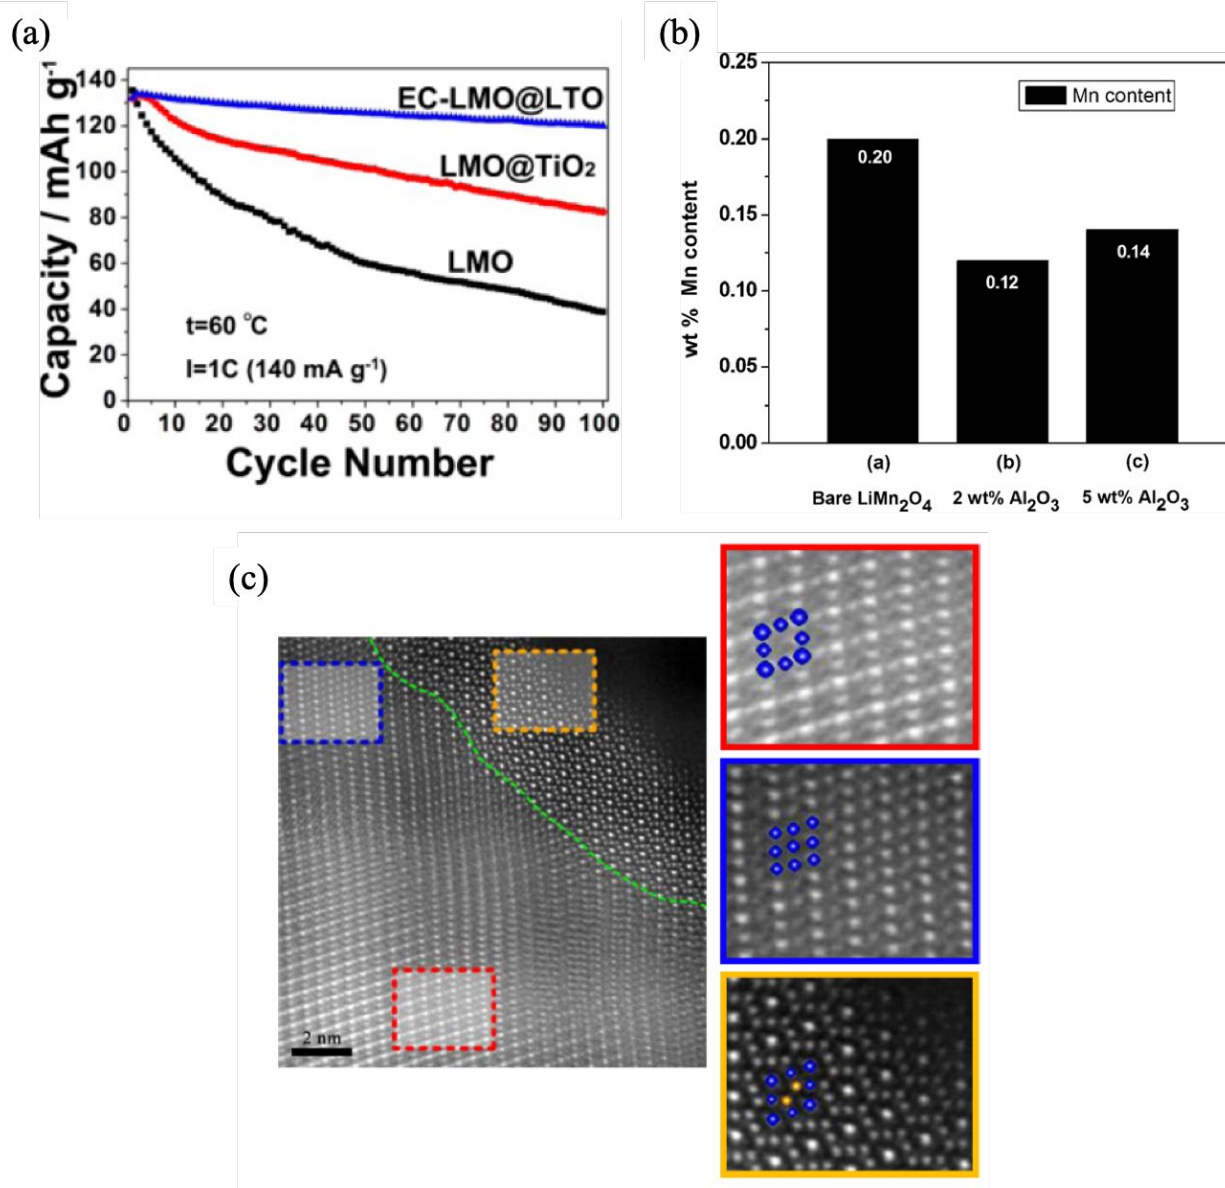 (a)
Capacity / mAh g⁻¹
140
120
100
80
60
40
20
0
EC-LMO@LTO
LMO@TiO₂
LMO
t=60 °C
I=1C (140 mA g⁻¹)
0 10 20 30 40 50 60 70 80 90 100
Cycle Number
(b)
wt % Mn content
0.25
0.20
0.15
0.10
0.05
0.00
Mn content
0.20
0.12
0.14
(a) (b) (c)
Bare LiMn₂O₄ 2 wt% Al₂O₃ 5 wt% Al₂O₃
(c)
2 nm